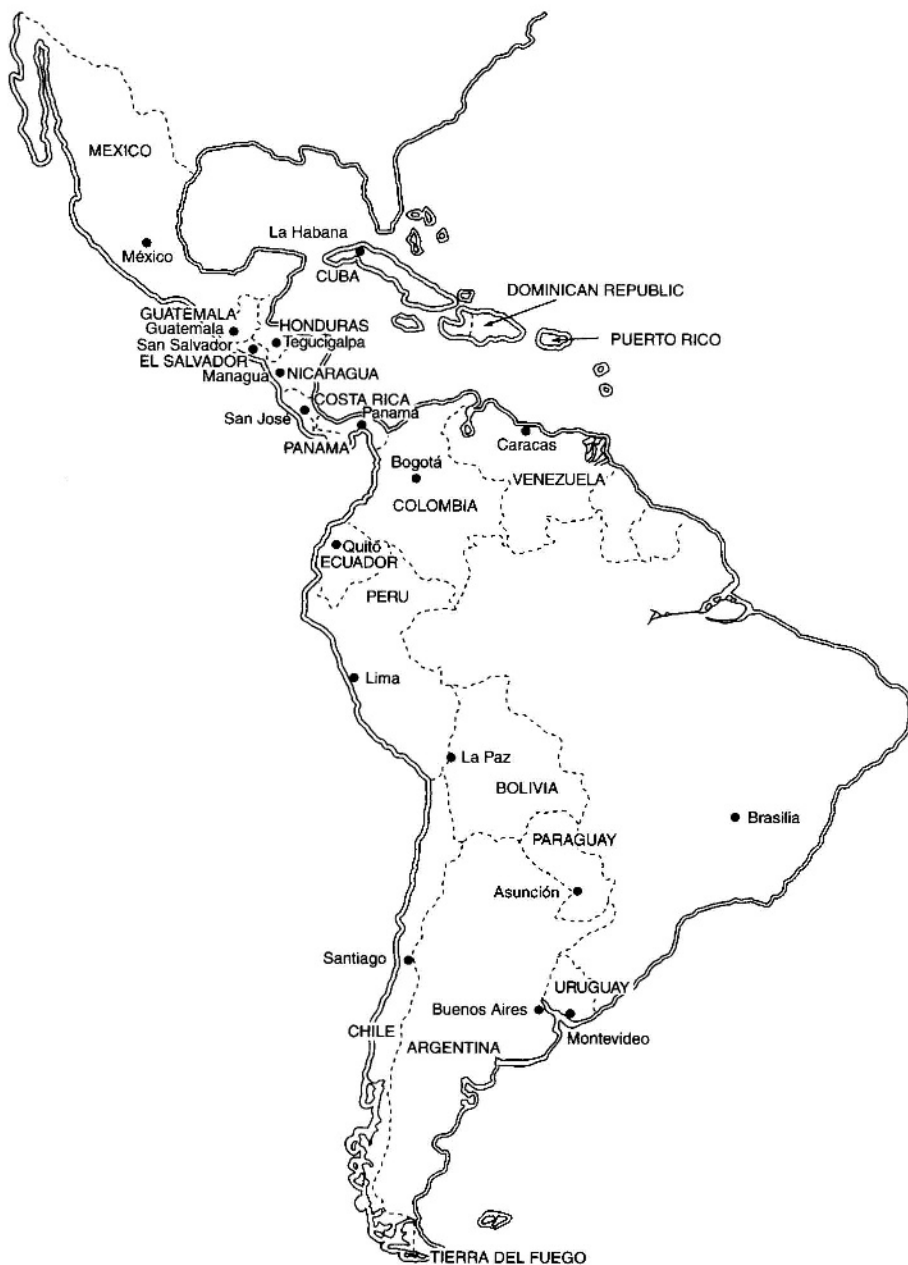 MEXICO
La Habana
México
CUBA
DOMINICAN REPUBLIC
GUATEMALA
Guatemala
HONDURAS
San Salvador
Tegucigalpa
PUERTO RICO
EL SALVADOR
Managua
NICARAGUA
COSTA RICA
San José
Panamá
PANAMA
Caracas
Bogotá
VENEZUELA
COLOMBIA
Quitó
ECUADOR
PERU
Lima
La Paz
BOLIVIA
Brasilia
PARAGUAY
Asunción
Santiago
URUGUAY
Buenos Aires
CHILE
Montevideo
ARGENTINA
TIERRA DEL FUEGO